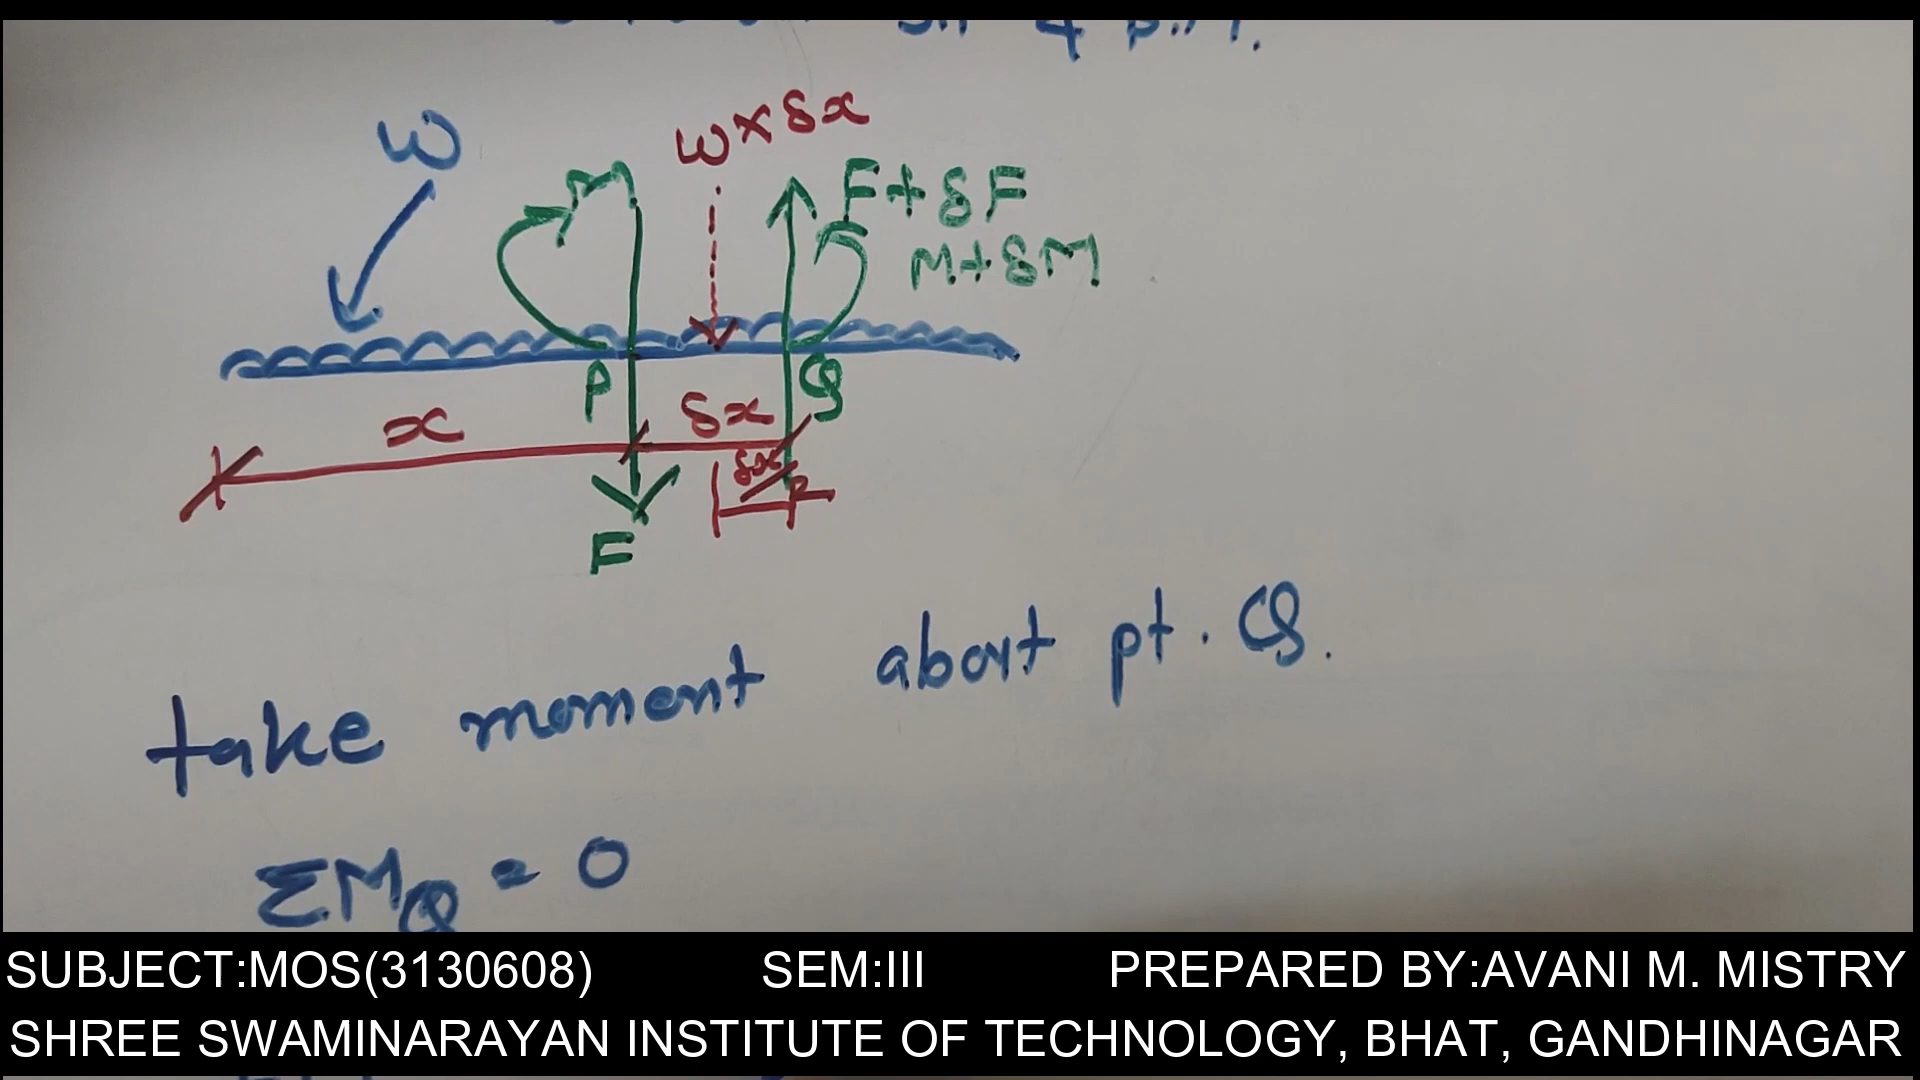 w
w×δx
M
F+δF
M+δM
P
Q
x
δx
δx/2
F
take moment about pt. Q.
ΣM_Q = 0
SUBJECT:MOS(3130608) SEM:III PREPARED BY:AVANI M. MISTRY
SHREE SWAMINARAYAN INSTITUTE OF TECHNOLOGY, BHAT, GANDHINAGAR